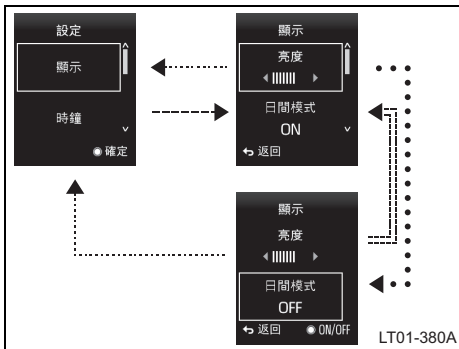 設定
顯示
時鐘
確定
顯示
亮度
日間模式
ON
返回
顯示
亮度
日間模式
OFF
返回 ON/OFF
LT01-380A